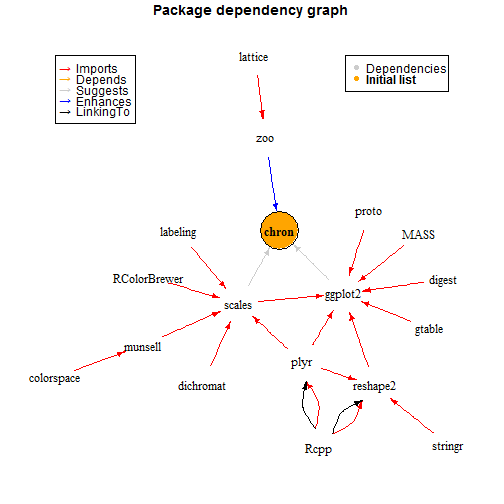 Package dependency graph
Imports
Depends
Suggests
Enhances
LinkingTo
Dependencies
Initial list
lattice
zoo
chron
proto
MASS
labeling
digest
RColorBrewer
ggplot2
scales
gtable
munsell
plyr
colorspace
dichromat
reshape2
Rcpp
stringr